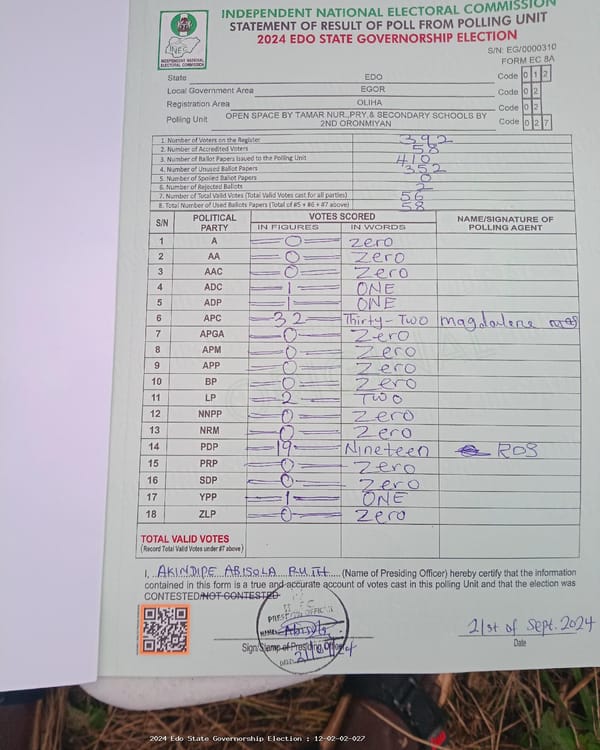 INDEPENDENT NATIONAL ELECTORAL COMMISSION
STATEMENT OF RESULT OF POLL FROM POLLING UNIT
2024 EDO STATE GOVERNORSHIP ELECTION
INEC
INDEPENDENT NATIONAL ELECTORAL COMMISSION
S/N: EG/0000310
FORM EC 8A
State EDO Code 0 1 2
Local Government Area EGOR Code 0 2
Registration Area OLIHA Code 0 2
Polling Unit OPEN SPACE BY TAMAR NUR.,PRY.& SECONDARY SCHOOLS BY 2ND ORONMIYAN Code 0 2 7
1. Number of Voters on the Register 392
2. Number of Accredited Voters 58
3. Number of Ballot Papers Issued to the Polling Unit 410
4. Number of Unused Ballot Papers 352
5. Number of Spoiled Ballot Papers 0
6. Number of Rejected Ballots 2
7. Number of Total Valid Votes (Total Valid Votes cast for all parties) 56
8. Total Number of Used Ballots Papers (Total of #5 + #6 + #7 above) 58
S/N POLITICAL PARTY VOTES SCORED NAME/SIGNATURE OF POLLING AGENT
IN FIGURES IN WORDS
1 A 0 Zero
2 AA 0 Zero
3 AAC 0 Zero
4 ADC 1 ONE
5 ADP 1 ONE
6 APC 32 Thirty-Two magdarlene
7 APGA 0 Zero
8 APM 0 Zero
9 APP 0 Zero
10 BP 0 Zero
11 LP 2 TWO
12 NNPP 0 Zero
13 NRM 0 Zero
14 PDP 19 Nineteen
15 PRP 0 Zero
16 SDP 0 Zero
17 YPP 1 ONE
18 ZLP 0 Zero
TOTAL VALID VOTES
(Record Total Valid Votes under #7 above)
I, AKINDIPE ABISOLA RUTH (Name of Presiding Officer) hereby certify that the information
contained in this form is a true and accurate account of votes cast in this polling Unit and that the election was
CONTESTED/NOT CONTESTED
PRESIDING OFFICER
NAME
DATE
21st of Sept. 2024
Sign/Stamp of Presiding Officer Date
2024 Edo State Governorship Election : 12-02-02-027